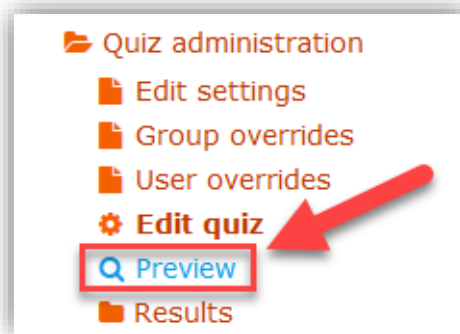 Quiz administration
Edit settings
Group overrides
User overrides
Edit quiz
Preview
Results